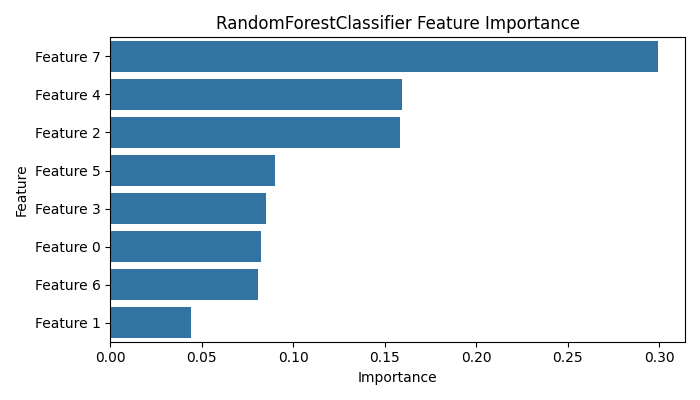 RandomForestClassifier Feature Importance
Feature
Feature 7
Feature 4
Feature 2
Feature 5
Feature 3
Feature 0
Feature 6
Feature 1
0.00 0.05 0.10 0.15 0.20 0.25 0.30
Importance